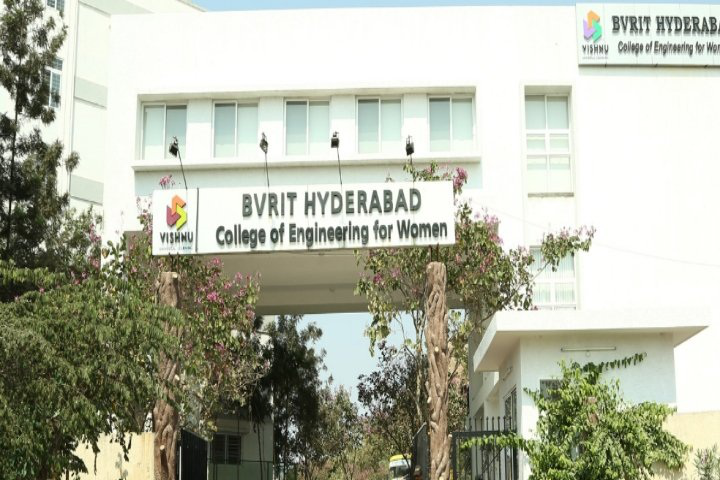 BVRIT HYDERABA
College of Engineering for Wom
VISHNU
BVRIT HYDERABAD
College of Engineering for Women
VISHNU